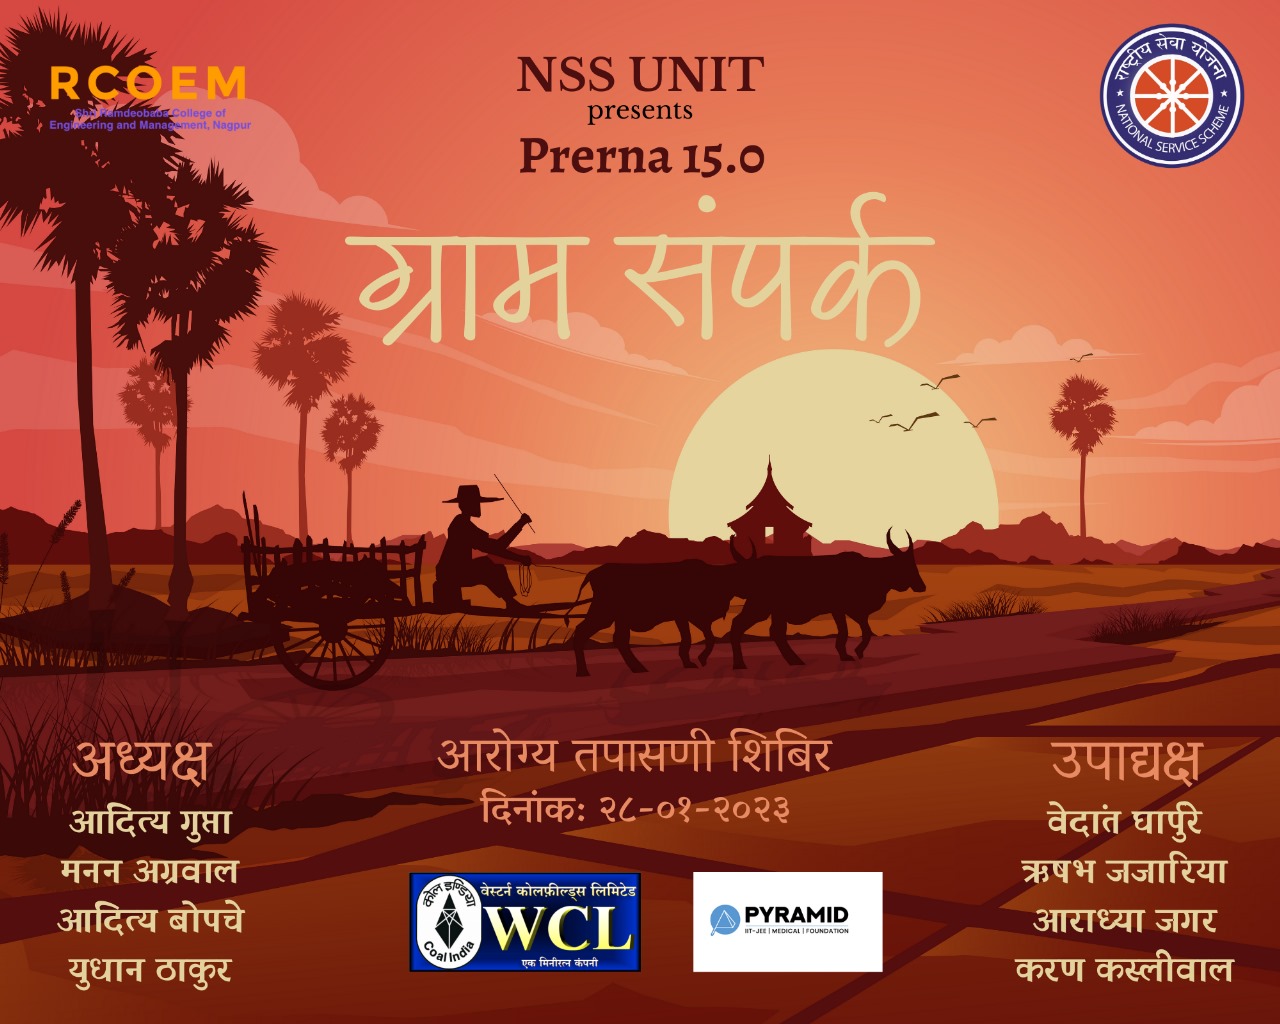 RCOEM
Shri Ramdeobaba College of
Engineering and Management, Nagpur
NSS UNIT
presents
Prerna 15.0
राष्ट्रीय सेवा योजना
NATIONAL SERVICE SCHEME
ग्राम संपर्क
अध्यक्ष
आदित्य गुप्ता
मनन अग्रवाल
आदित्य बोपचे
युधान ठाकुर
आरोग्य तपासणी शिबिर
दिनांक: २८-०१-२०२३
कोल इण्डिया
Coal India
वेस्टर्न कोलफ़ील्ड्स लिमिटेड
WCL
एक मिनीरत्न कंपनी
PYRAMID
IIT-JEE | MEDICAL | FOUNDATION
उपाद्यक्ष
वेदांत घार्पुरे
ऋषभ जजारिया
आराध्या जगर
करण कस्लीवाल